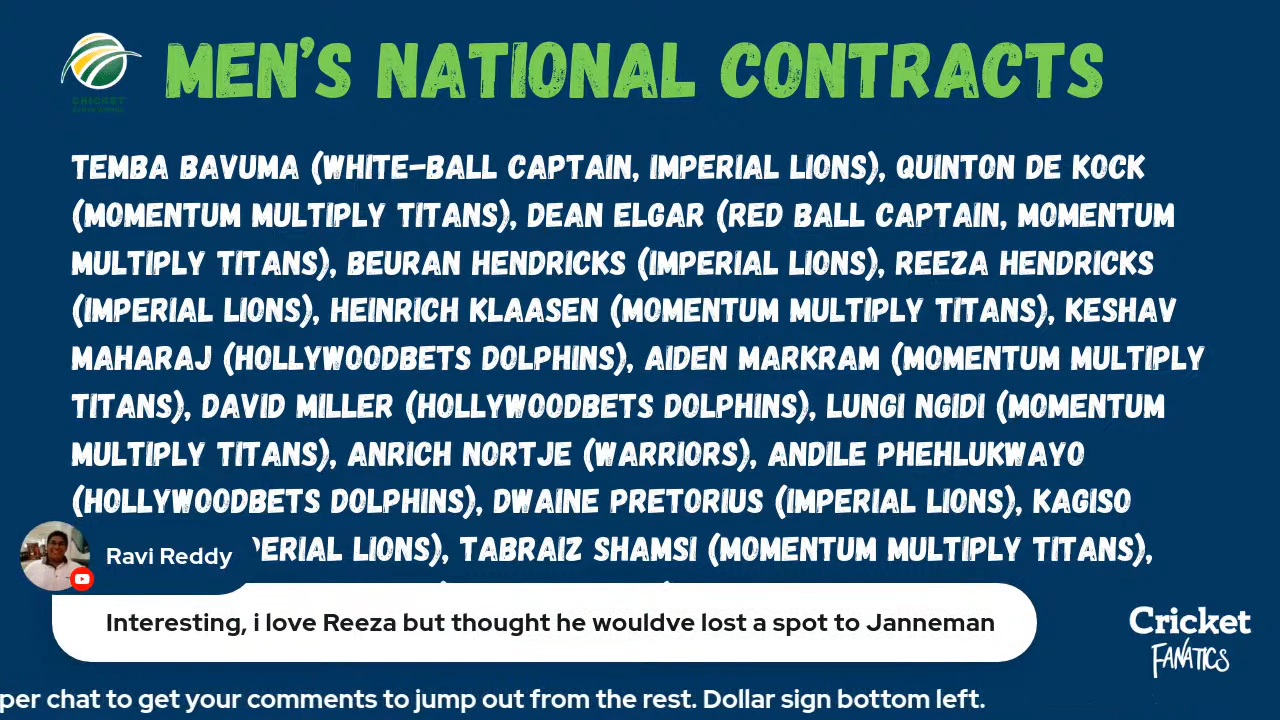 MEN'S NATIONAL CONTRACTS
TEMBA BAVUMA (WHITE-BALL CAPTAIN, IMPERIAL LIONS), QUINTON DE KOCK
(MOMENTUM MULTIPLY TITANS), DEAN ELGAR (RED BALL CAPTAIN, MOMENTUM
MULTIPLY TITANS), BEURAN HENDRICKS (IMPERIAL LIONS), REEZA HENDRICKS
(IMPERIAL LIONS), HEINRICH KLAASEN (MOMENTUM MULTIPLY TITANS), KESHAV
MAHARAJ (HOLLYWOODBETS DOLPHINS), AIDEN MARKRAM (MOMENTUM MULTIPLY
TITANS), DAVID MILLER (HOLLYWOODBETS DOLPHINS), LUNGI NGIDI (MOMENTUM
MULTIPLY TITANS), ANRICH NORTJE (WARRIORS), ANDILE PHEHLUKWAYO
(HOLLYWOODBETS DOLPHINS), DWAINE PRETORIUS (IMPERIAL LIONS), KAGISO
PERIAL LIONS), TABRAIZ SHAMSI (MOMENTUM MULTIPLY TITANS),
Ravi Reddy
Interesting, i love Reeza but thought he wouldve lost a spot to Janneman
Cricket
FANATICS
per chat to get your comments to jump out from the rest. Dollar sign bottom left.